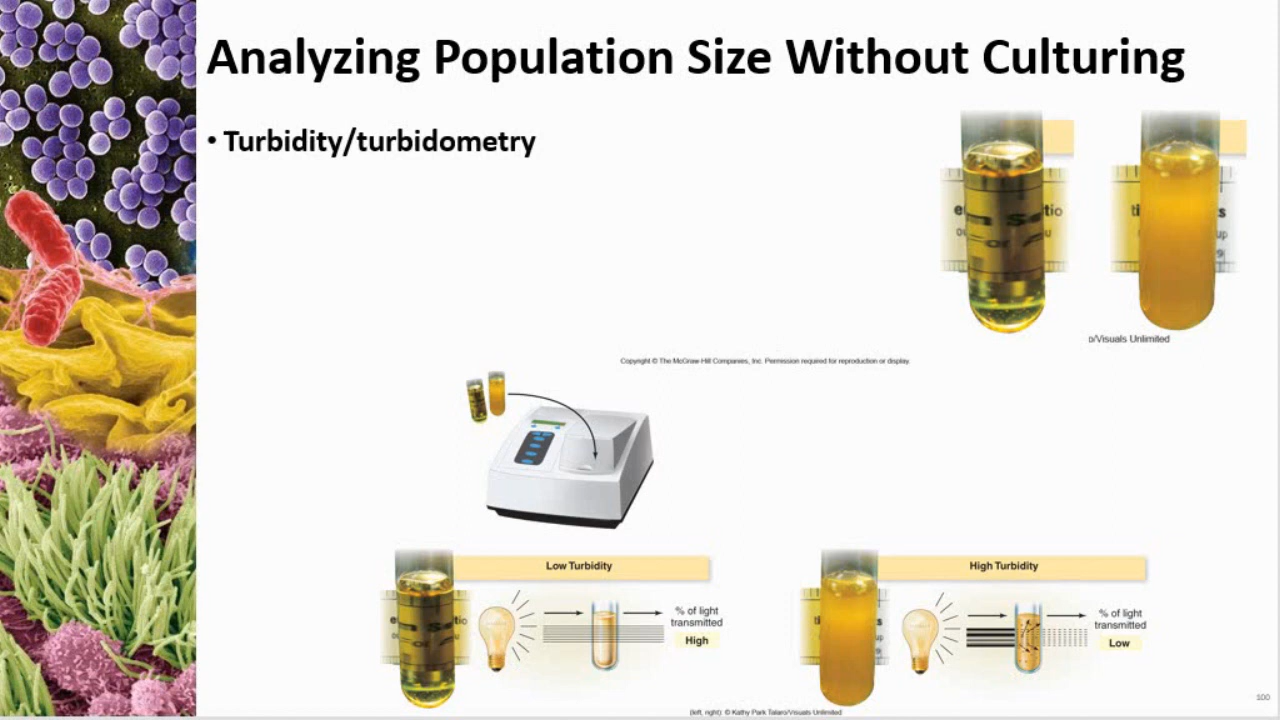 Analyzing Population Size Without Culturing
• Turbidity/turbidometry
o/Visuals Unlimited
Copyright © The McGraw-Hill Companies, Inc. Permission required for reproduction or display.
Low Turbidity
% of light
transmitted
High
High Turbidity
% of light
transmitted
Low
(left, right): © Kathy Park Talaro/Visuals Unlimited
100